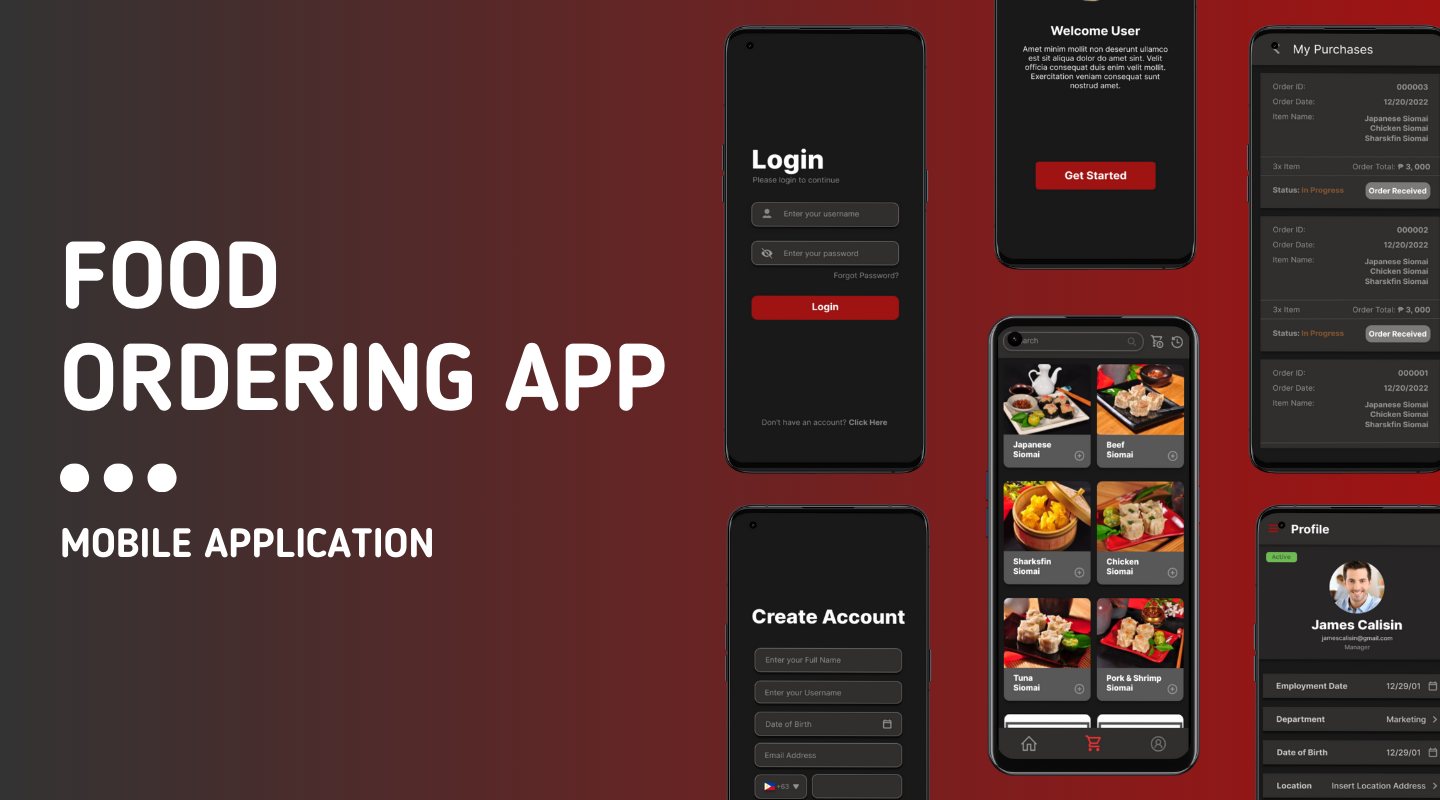 FOOD
ORDERING APP
MOBILE APPLICATION
Login
Please login to continue
Enter your username
Enter your password
Forgot Password?
Login
Don't have an account? Click Here
Create Account
Enter your Full Name
Enter your Username
Date of Birth
Email Address
+63
Welcome User
Amet minim mollit non deserunt ullamco
est sit aliqua dolor do amet sint. Velit
officia consequat duis enim velit mollit.
Exercitation veniam consequat sunt
nostrud amet.
Get Started
arch
Japanese
Siomai
Beef
Siomai
Sharksfin
Siomai
Chicken
Siomai
Tuna
Siomai
Pork & Shrimp
Siomai
My Purchases
Order ID: 000003
Order Date: 12/20/2022
Item Name: Japanese Siomai
Chicken Siomai
Sharskfin Siomai
3x Item Order Total: ₱ 3, 000
Status: In Progress Order Received
Order ID: 000002
Order Date: 12/20/2022
Item Name: Japanese Siomai
Chicken Siomai
Sharskfin Siomai
3x Item Order Total: ₱ 3, 000
Status: In Progress Order Received
Order ID: 000001
Order Date: 12/20/2022
Item Name: Japanese Siomai
Chicken Siomai
Sharskfin Siomai
Profile
Active
James Calisin
jamescalisin@gmail.com
Manager
Employment Date 12/29/01
Department Marketing
Date of Birth 12/29/01
Location Insert Location Address